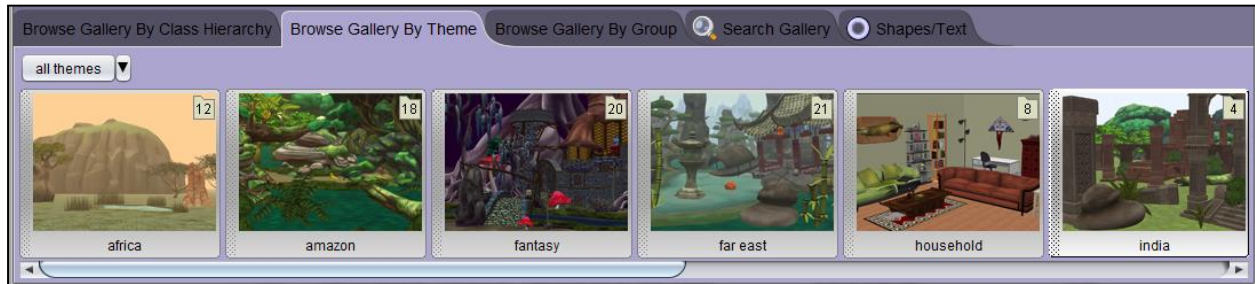 Browse Gallery By Class Hierarchy Browse Gallery By Theme Browse Gallery By Group Search Gallery Shapes/Text
all themes
12 18 20 21 8 4
africa amazon fantasy far east household india